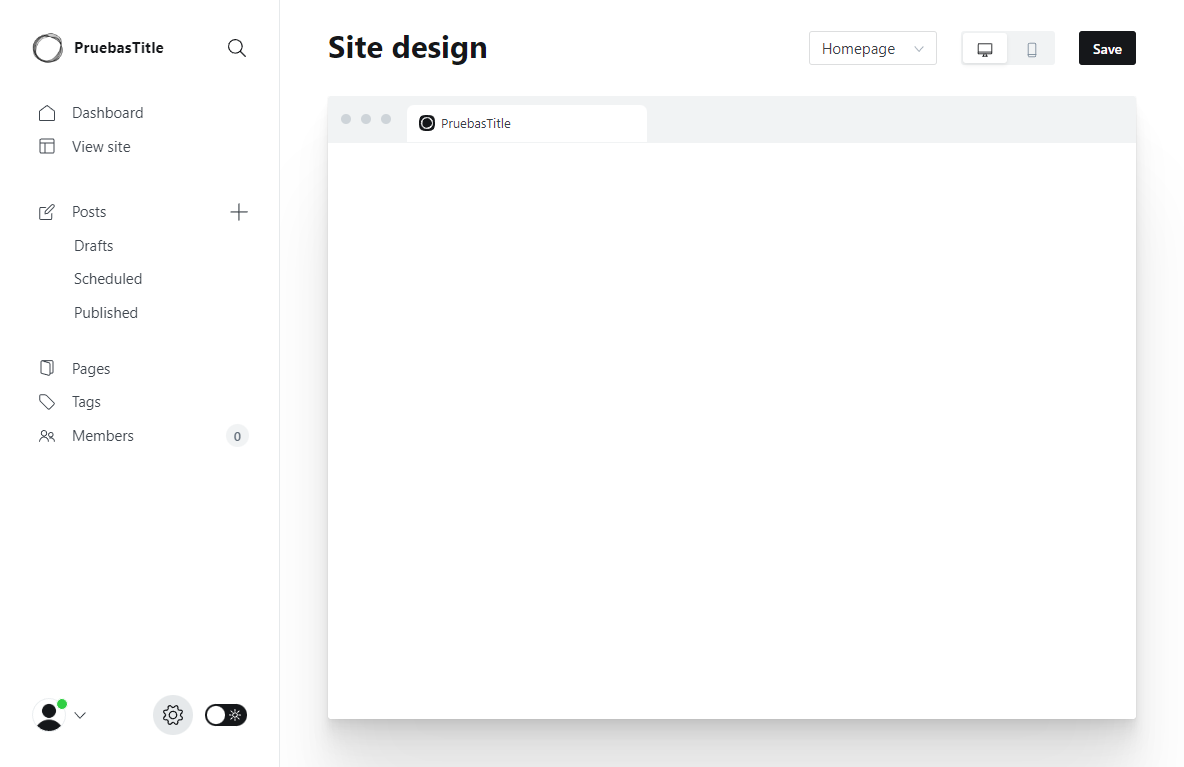 PruebasTitle
Dashboard
View site
Posts
Drafts
Scheduled
Published
Pages
Tags
Members 0
Site design
Homepage
Save
PruebasTitle